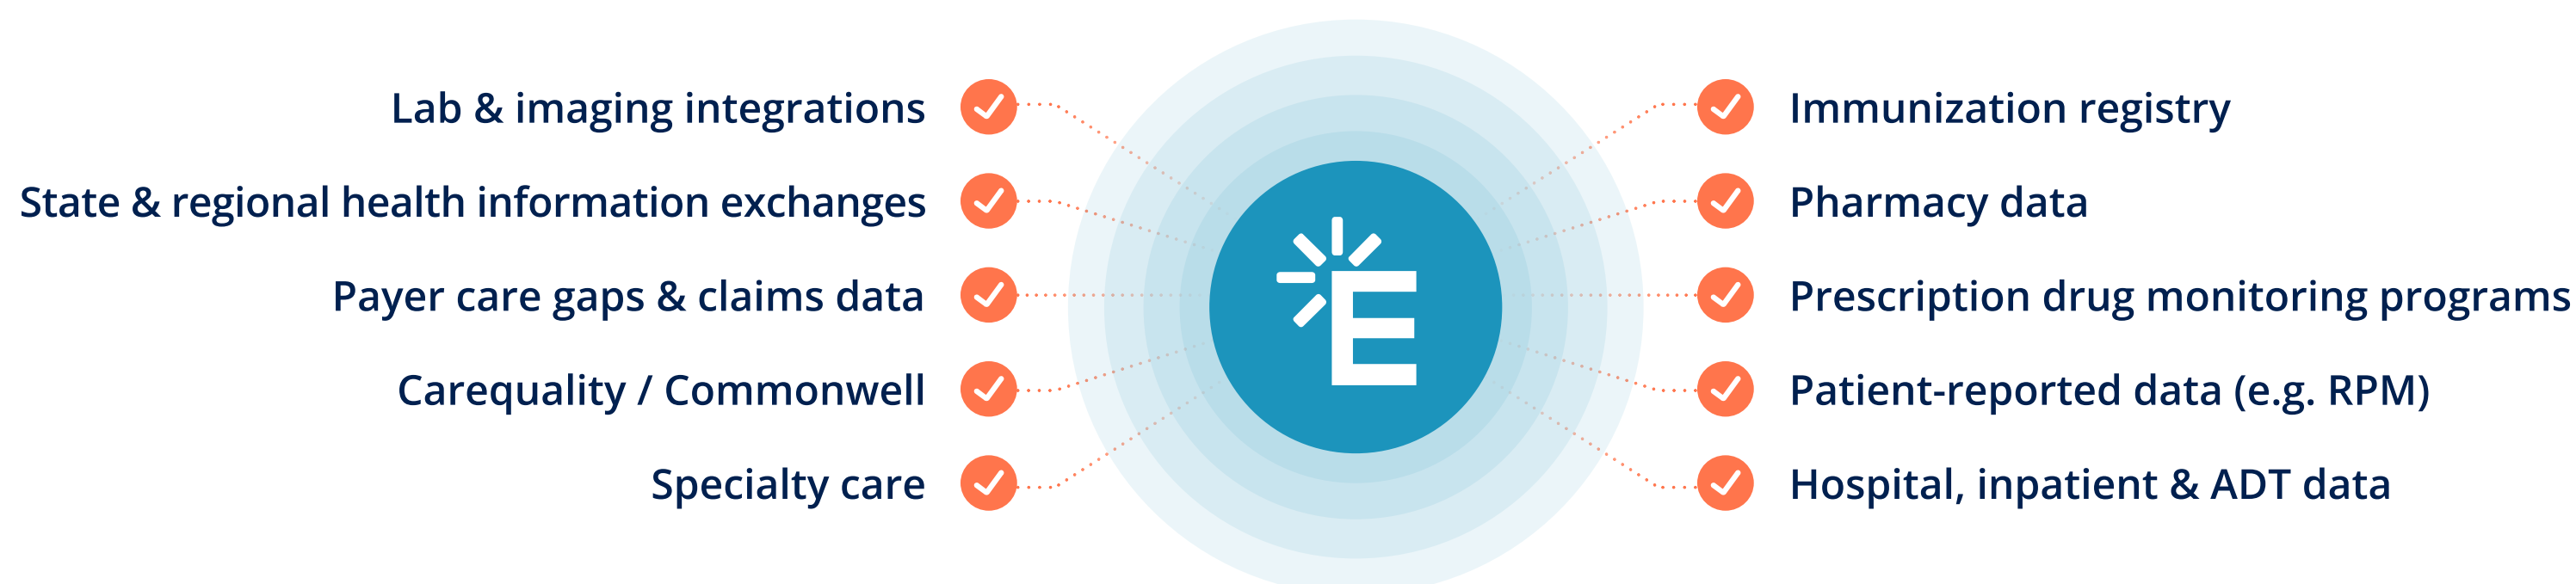 Lab & imaging integrations
State & regional health information exchanges
Payer care gaps & claims data
Carequality / Commonwell
Specialty care
E
Immunization registry
Pharmacy data
Prescription drug monitoring programs
Patient-reported data (e.g. RPM)
Hospital, inpatient & ADT data